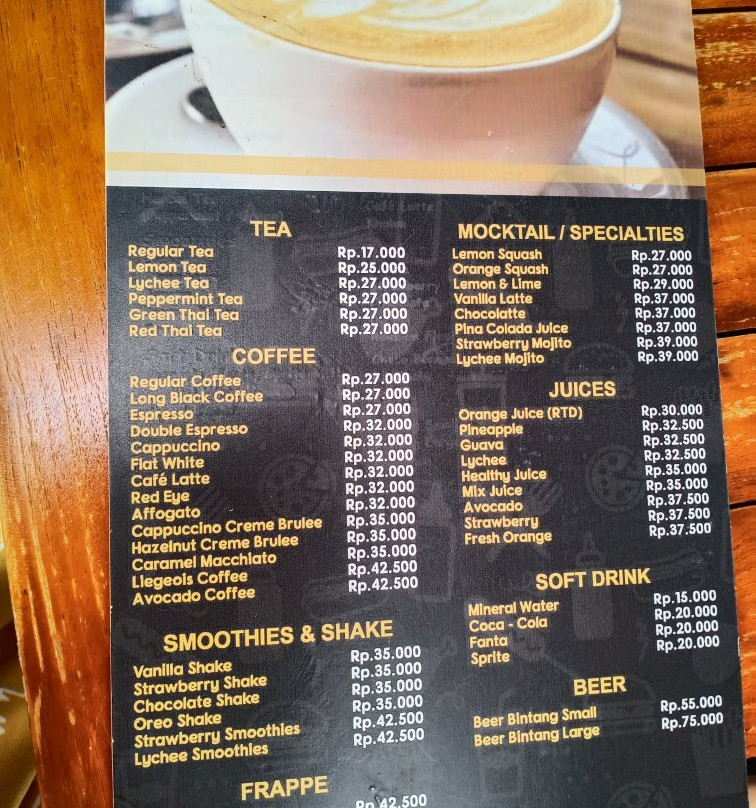 TEA
Regular Tea Rp.17.000
Lemon Tea Rp.25.000
Lychee Tea Rp.27.000
Peppermint Tea Rp.27.000
Green Thai Tea Rp.27.000
Red Thai Tea Rp.27.000
COFFEE
Regular Coffee Rp.27.000
Long Black Coffee Rp.27.000
Espresso Rp.27.000
Double Espresso Rp.32.000
Cappuccino Rp.32.000
Flat White Rp.32.000
Café Latte Rp.32.000
Red Eye Rp.32.000
Affogato Rp.32.000
Cappuccino Creme Brulee Rp.35.000
Hazelnut Creme Brulee Rp.35.000
Caramel Macchiato Rp.35.000
Liegeois Coffee Rp.42.500
Avocado Coffee Rp.42.500
SMOOTHIES & SHAKE
Vanilla Shake Rp.35.000
Strawberry Shake Rp.35.000
Chocolate Shake Rp.35.000
Oreo Shake Rp.35.000
Strawberry Smoothies Rp.42.500
Lychee Smoothies Rp.42.500
FRAPPE
Rp.42.500
MOCKTAIL / SPECIALTIES
Lemon Squash Rp.27.000
Orange Squash Rp.27.000
Lemon & Lime Rp.29.000
Vanilla Latte Rp.37.000
Chocolatte Rp.37.000
Pina Colada Juice Rp.37.000
Strawberry Mojito Rp.39.000
Lychee Mojito Rp.39.000
JUICES
Orange Juice (RTD) Rp.30.000
Pineapple Rp.32.500
Guava Rp.32.500
Lychee Rp.32.500
Healthy Juice Rp.35.000
Mix Juice Rp.35.000
Avocado Rp.37.500
Strawberry Rp.37.500
Fresh Orange Rp.37.500
SOFT DRINK
Mineral Water Rp.15.000
Coca - Cola Rp.20.000
Fanta Rp.20.000
Sprite Rp.20.000
BEER
Beer Bintang Small Rp.55.000
Beer Bintang Large Rp.75.000